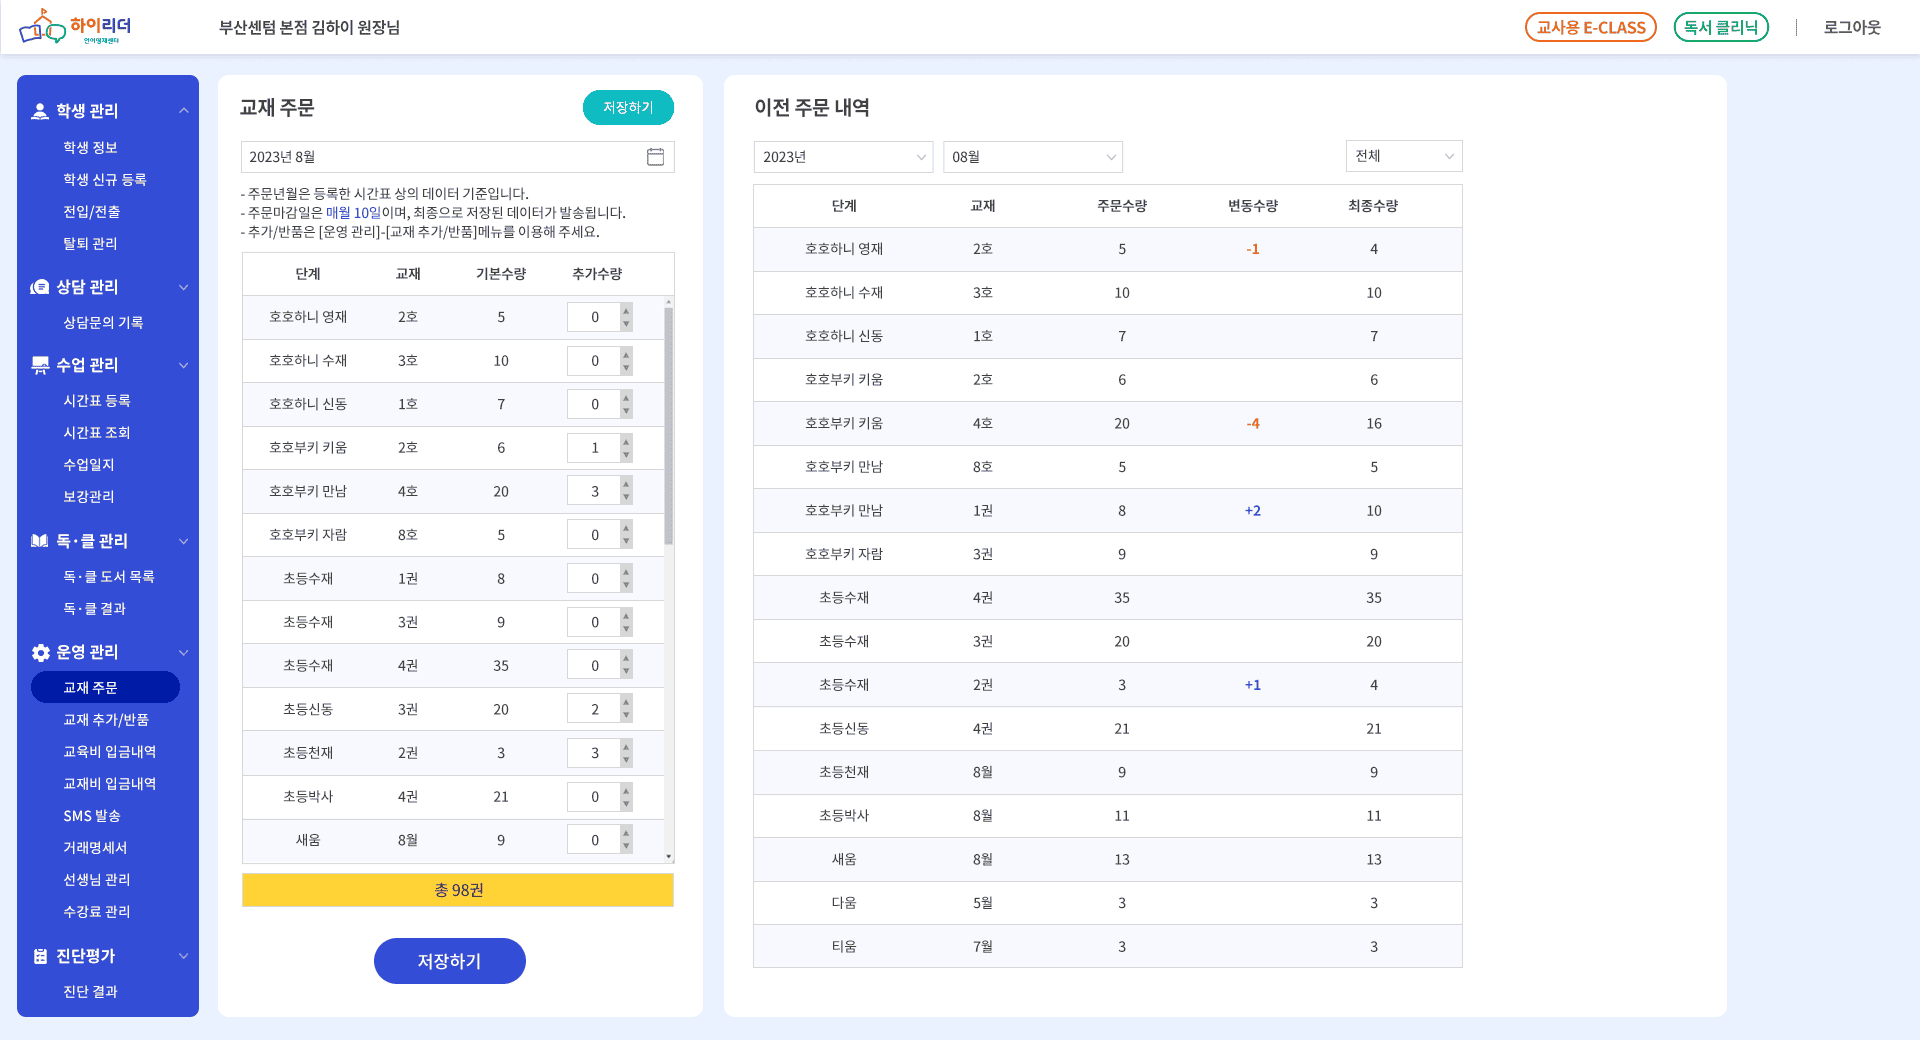 하이리더
언어영재센터
부산센텀 본점 김하이 원장님
교사용 E-CLASS
독서 클리닉
로그아웃
학생 관리
학생 정보
학생 신규 등록
전입/전출
탈퇴 관리
상담 관리
상담문의 기록
수업 관리
시간표 등록
시간표 조회
수업일지
보강관리
독·클 관리
독·클 도서 목록
독·클 결과
운영 관리
교재 주문
교재 추가/반품
교육비 입금내역
교재비 입금내역
SMS 발송
거래명세서
선생님 관리
수강료 관리
진단평가
진단 결과
교재 주문
저장하기
2023년 8월
- 주문년월은 등록한 시간표 상의 데이터 기준입니다.
- 주문마감일은 매월 10일이며, 최종으로 저장된 데이터가 발송됩니다.
- 추가/반품은 [운영 관리]-[교재 추가/반품]메뉴를 이용해 주세요.
단계 교재 기본수량 추가수량
호호하니 영재 2호 5 0
호호하니 수재 3호 10 0
호호하니 신동 1호 7 0
호호부키 키움 2호 6 1
호호부키 만남 4호 20 3
호호부키 자람 8호 5 0
초등수재 1권 8 0
초등수재 3권 9 0
초등수재 4권 35 0
초등신동 3권 20 2
초등천재 2권 3 3
초등박사 4권 21 0
새움 8월 9 0
총 98권
저장하기
이전 주문 내역
2023년
08월
전체
단계 교재 주문수량 변동수량 최종수량
호호하니 영재 2호 5 -1 4
호호하니 수재 3호 10 10
호호하니 신동 1호 7 7
호호부키 키움 2호 6 6
호호부키 키움 4호 20 -4 16
호호부키 만남 8호 5 5
호호부키 만남 1권 8 +2 10
호호부키 자람 3권 9 9
초등수재 4권 35 35
초등수재 3권 20 20
초등수재 2권 3 +1 4
초등신동 4권 21 21
초등천재 8월 9 9
초등박사 8월 11 11
새움 8월 13 13
다움 5월 3 3
티움 7월 3 3